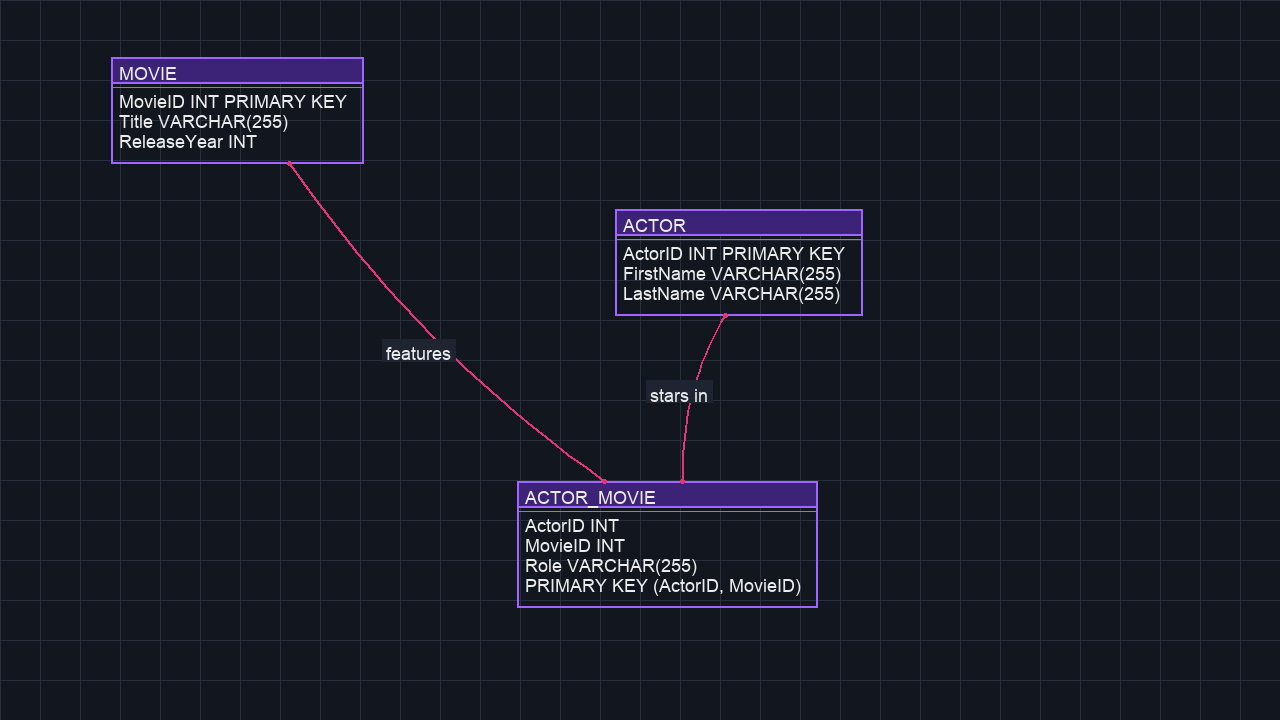 MOVIE
MovieID INT PRIMARY KEY
Title VARCHAR(255)
ReleaseYear INT
ACTOR
ActorID INT PRIMARY KEY
FirstName VARCHAR(255)
LastName VARCHAR(255)
features
stars in
ACTOR_MOVIE
ActorID INT
MovieID INT
Role VARCHAR(255)
PRIMARY KEY (ActorID, MovieID)